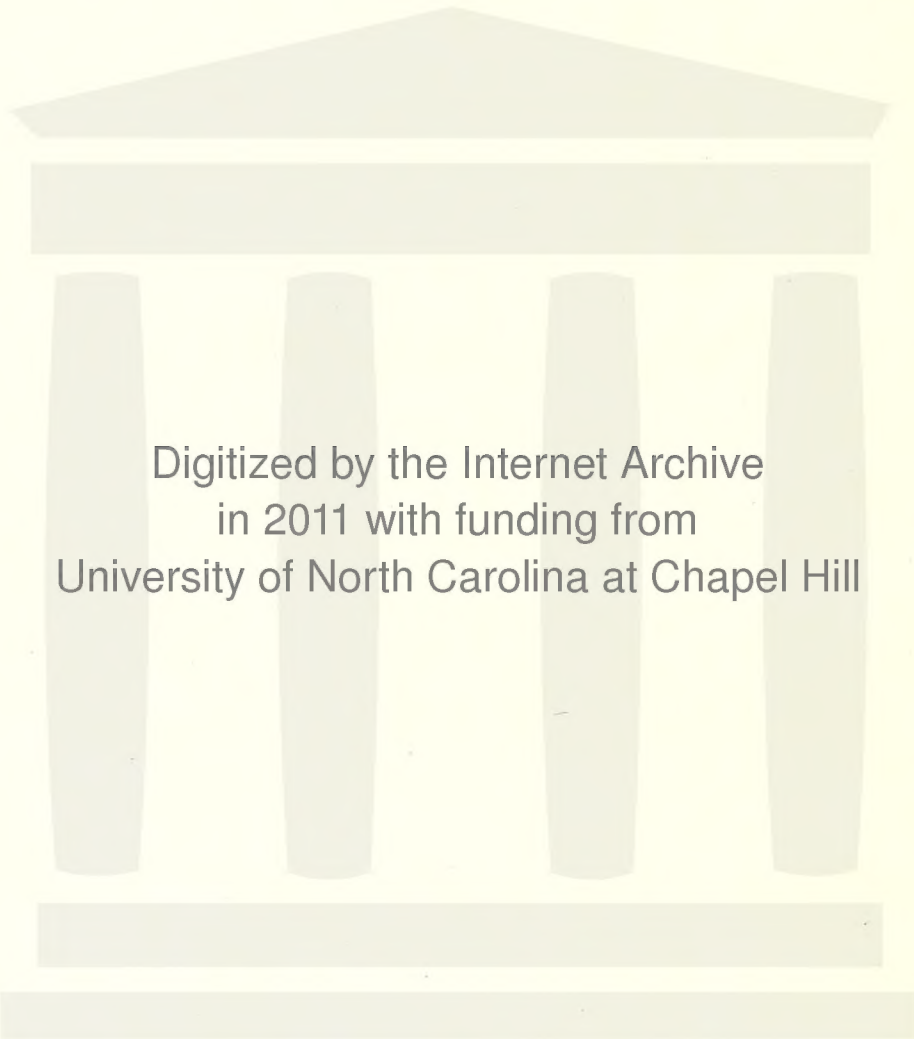 Digitized by the Internet Archive
in 2011 with funding from
University of North Carolina at Chapel Hill